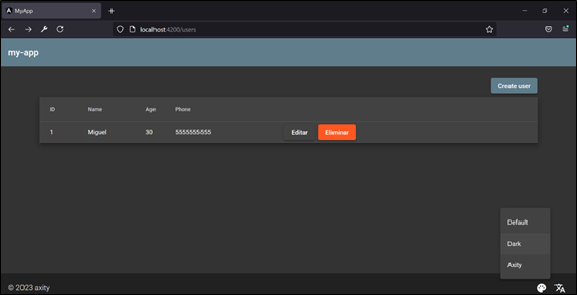 MyApp
localhost:4200/users
my-app
Create user
ID Name Age Phone
1 Miguel 30 5555555555 Editar Eliminar
Default
Dark
Axity
© 2023 axity